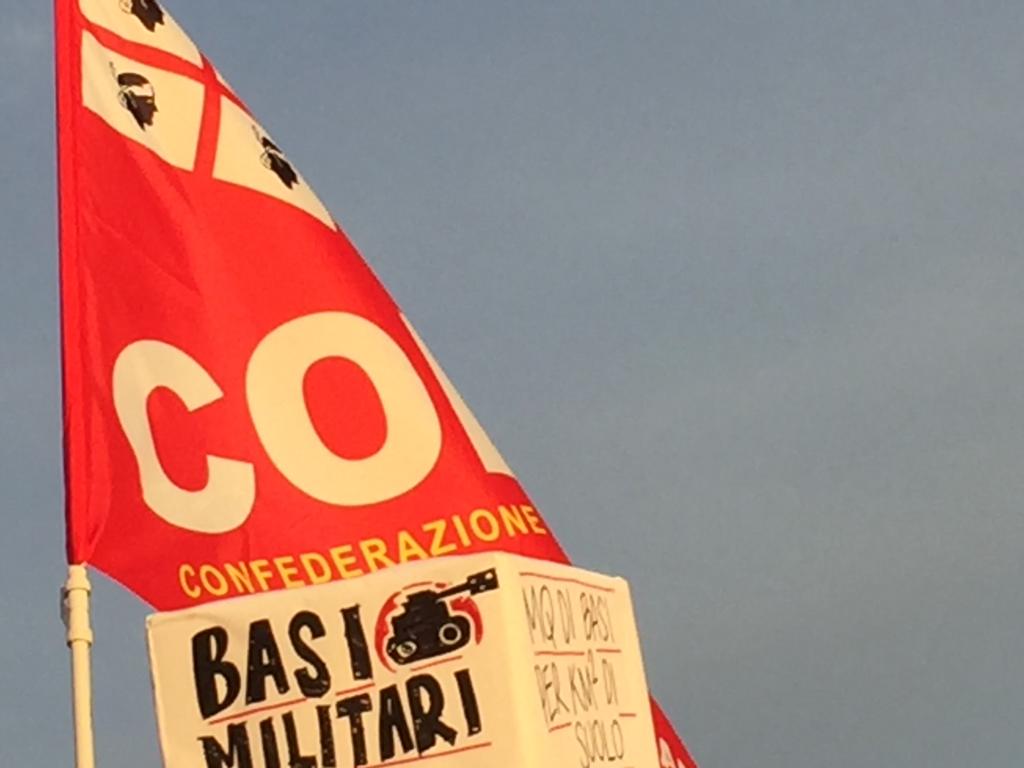 CO
CONFEDERAZIONE
BASI
MILITARI
MQ DI BASI
PER KM² DI
SUOLO